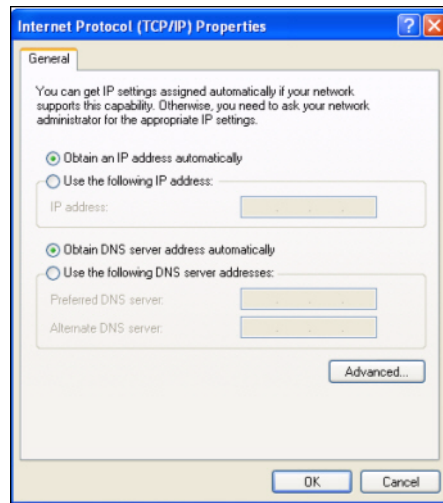 Internet Protocol (TCP/IP) Properties
General
You can get IP settings assigned automatically if your network
supports this capability. Otherwise, you need to ask your network
administrator for the appropriate IP settings.
Obtain an IP address automatically
Use the following IP address:
IP address:
Obtain DNS server address automatically
Use the following DNS server addresses:
Preferred DNS server:
Alternate DNS server:
Advanced...
OK Cancel